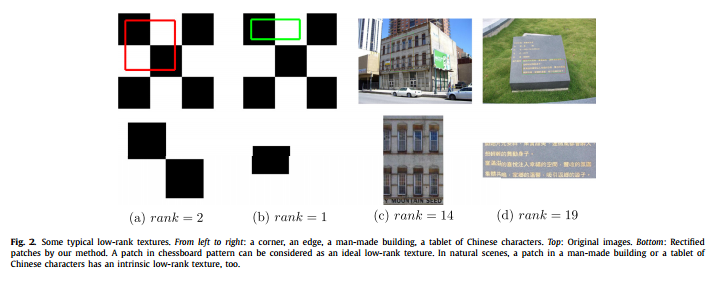 Y MOUNTAIN SEED
(a) rank = 2
(b) rank = 1
(c) rank = 14
(d) rank = 19
Fig. 2. Some typical low-rank textures. From left to right: a corner, an edge, a man-made building, a tablet of Chinese characters. Top: Original images. Bottom: Rectified
patches by our method. A patch in chessboard pattern can be considered as an ideal low-rank texture. In natural scenes, a patch in a man-made building or a tablet of
Chinese characters has an intrinsic low-rank texture, too.